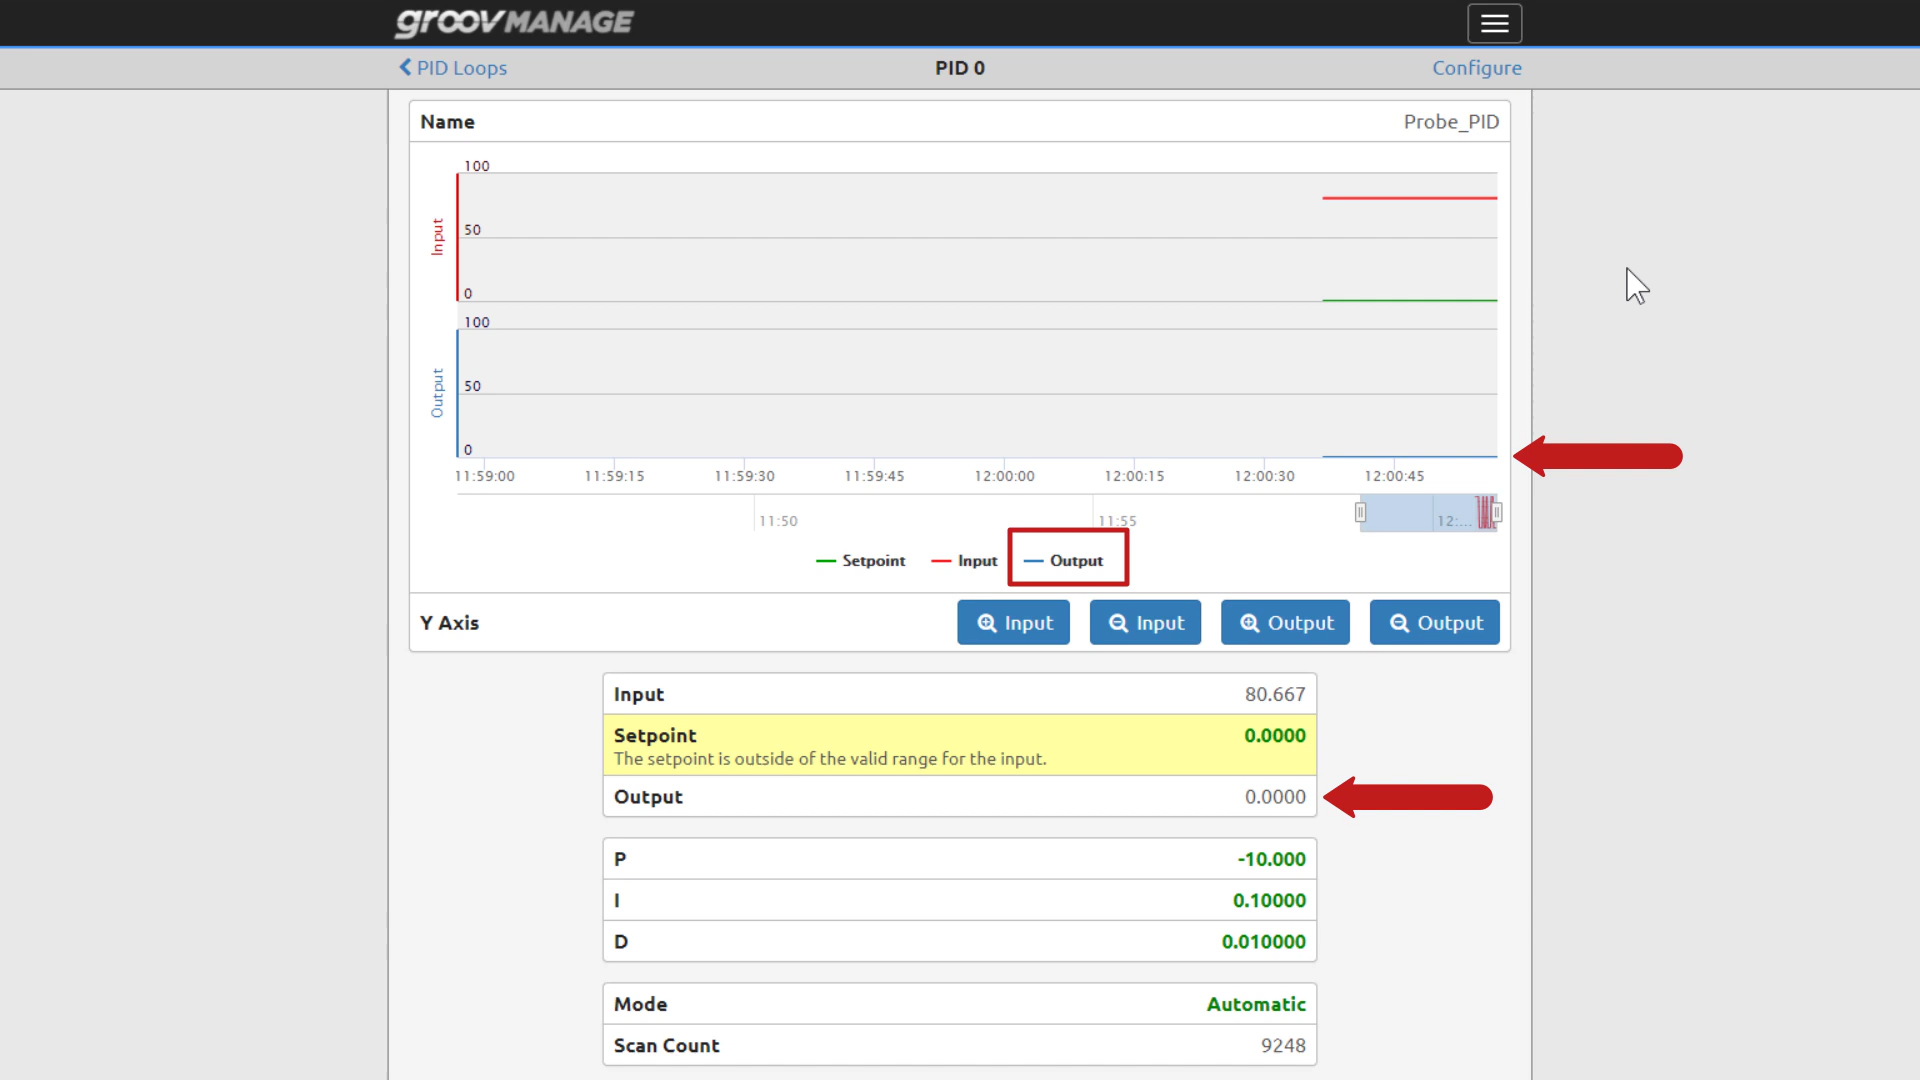 groovMANAGE
PID Loops
PID 0
Configure
Name
Probe_PID
100
50
0
Input
100
50
0
Output
11:59:00
11:59:15
11:59:30
11:59:45
12:00:00
12:00:15
12:00:30
12:00:45
11:50
11:55
12:...
Setpoint
Input
Output
Y Axis
Input
Input
Output
Output
Input
80.667
Setpoint
0.0000
The setpoint is outside of the valid range for the input.
Output
0.0000
P
-10.000
I
0.10000
D
0.010000
Mode
Automatic
Scan Count
9248